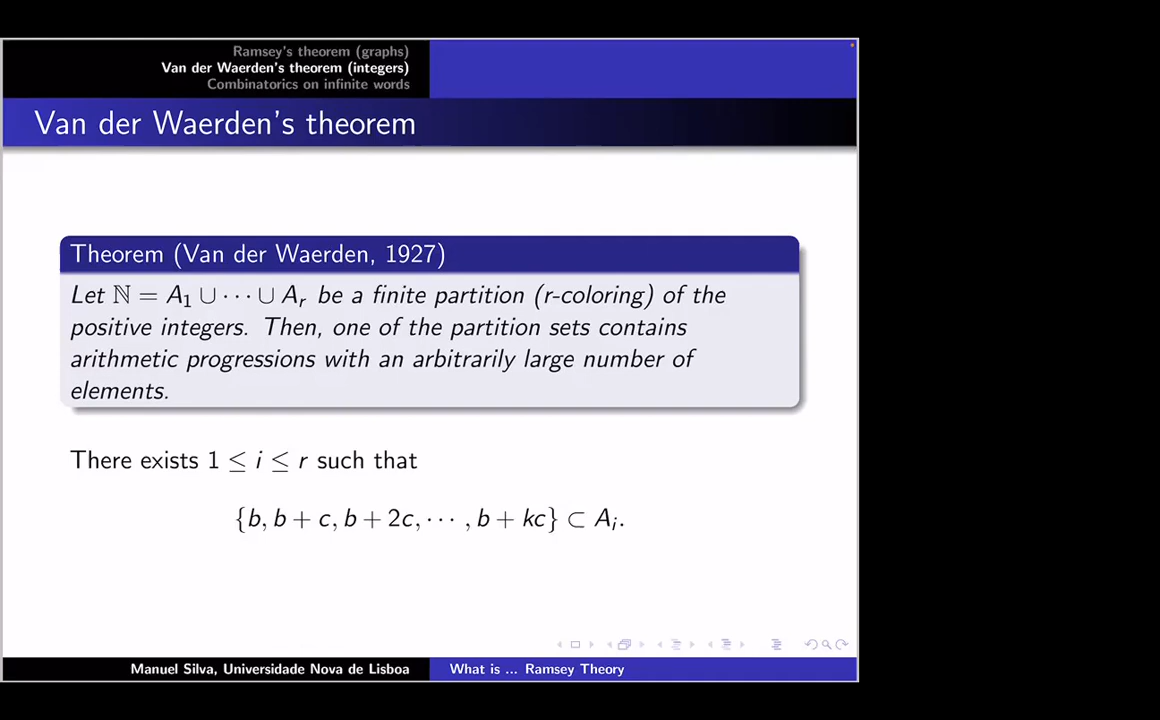 Ramsey's theorem (graphs)
Van der Waerden's theorem (integers)
Combinatorics on infinite words
Van der Waerden's theorem
Theorem (Van der Waerden, 1927)
Let ℕ = A₁ ∪ ··· ∪ Aᵣ be a finite partition (r-coloring) of the
positive integers. Then, one of the partition sets contains
arithmetic progressions with an arbitrarily large number of
elements.
There exists 1 ≤ i ≤ r such that
{b, b + c, b + 2c, ··· , b + kc} ⊂ Aᵢ.
Manuel Silva, Universidade Nova de Lisboa
What is ... Ramsey Theory